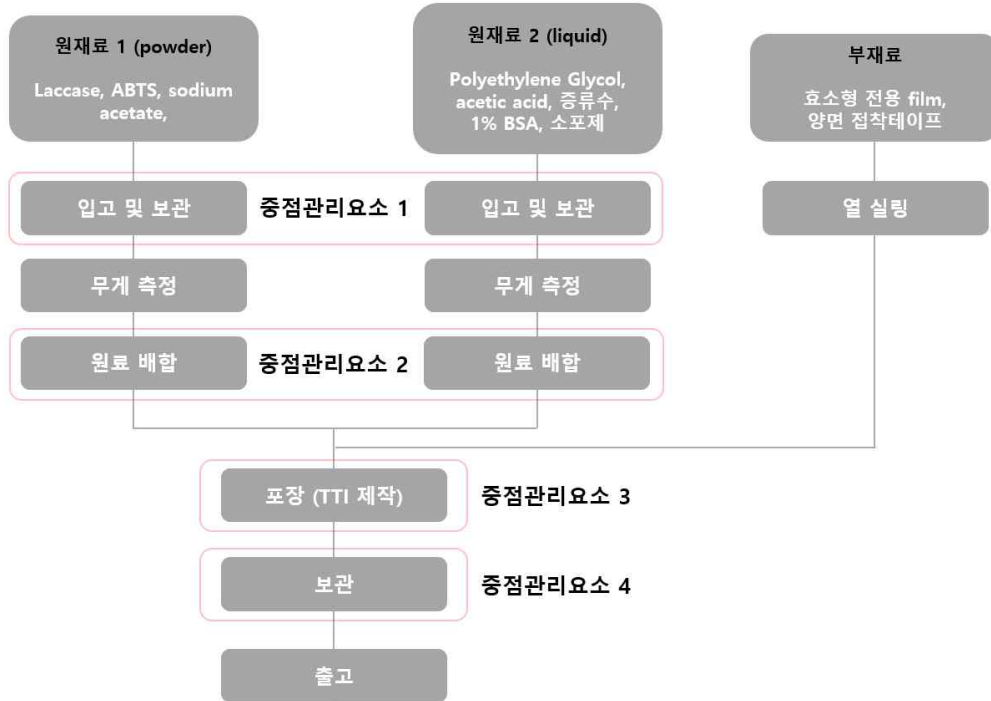 원재료 1 (powder)
Laccase, ABTS, sodium
acetate,
원재료 2 (liquid)
Polyethylene Glycol,
acetic acid, 증류수,
1% BSA, 소포제
부재료
효소형 전용 film,
양면 접착테이프
입고 및 보관
중점관리요소 1
입고 및 보관
열 실링
무게 측정
무게 측정
원료 배합
중점관리요소 2
원료 배합
포장 (TTI 제작)
중점관리요소 3
보관
중점관리요소 4
출고